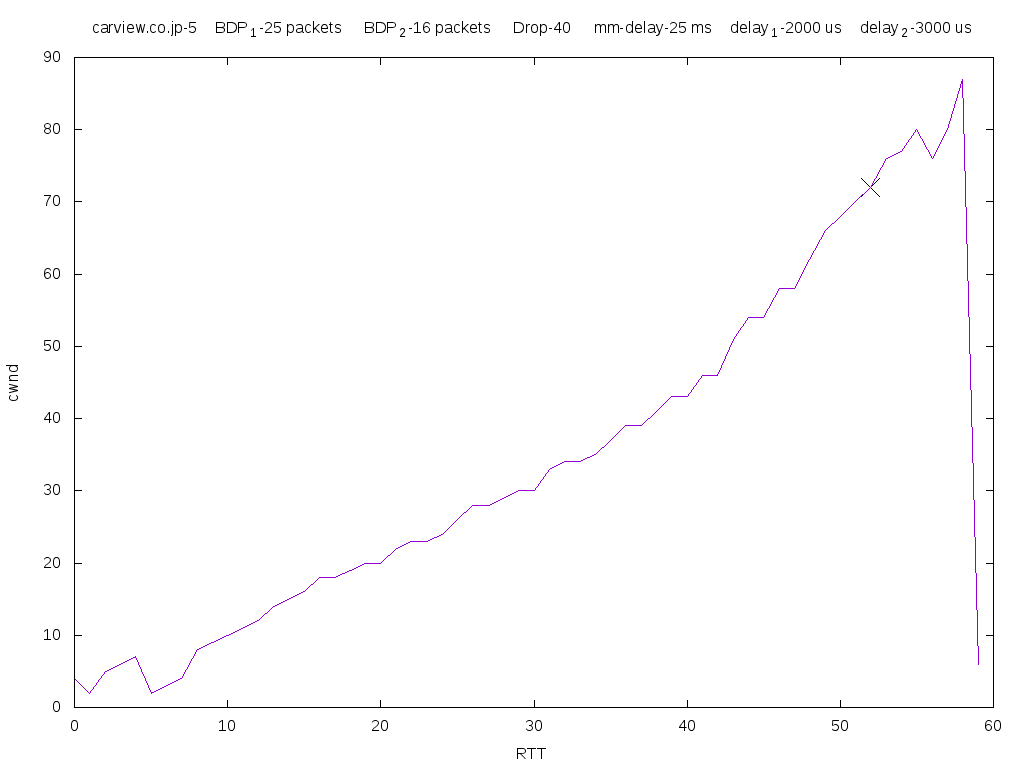 carview.co.jp-5 BDP1-25 packets BDP2-16 packets Drop-40 mm-delay-25 ms delay1-2000 us delay2-3000 us
90
80
70
60
50
40
30
20
10
0
cwnd
0 10 20 30 40 50 60
RTT